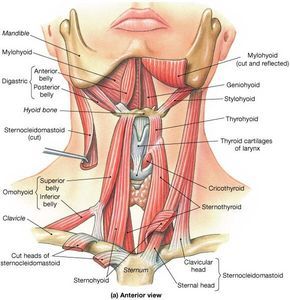 Mandible
Mylohyoid
Digastric
Anterior
belly
Posterior
belly
Hyoid bone
Sternocleidomastoid
(cut)
Omohyoid
Superior
belly
Inferior
belly
Clavicle
Cut heads of
sternocleidomastoid
Sternohyoid
Sternum
Mylohyoid
(cut and reflected)
Geniohyoid
Stylohyoid
Thyrohyoid
Thyroid cartilages
of larynx
Cricothyroid
Sternothyroid
Clavicular
head
Sternal head
Sternocleidomastoid
(a) Anterior view